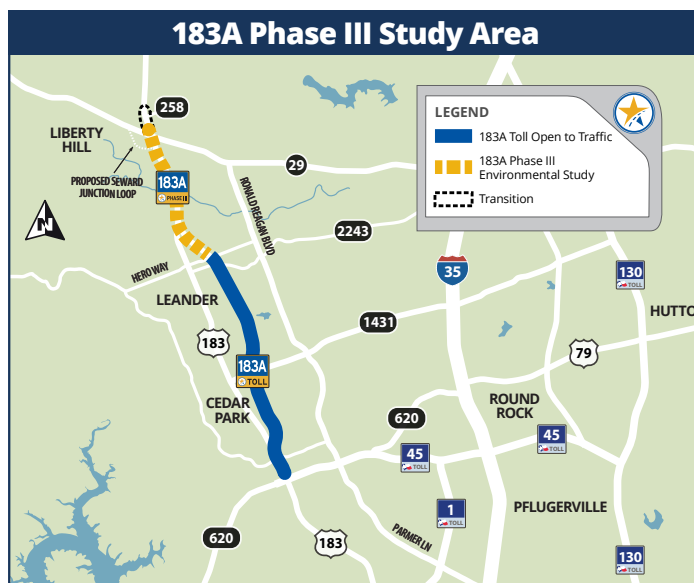 183A Phase III Study Area
258
LIBERTY
HILL
PROPOSED SEWARD
JUNCTION LOOP
183A
PHASE III
29
RONALD REAGAN BLVD
N
2243
HERO WAY
LEANDER
183
1431
183A
TOLL
CEDAR
PARK
620
45
TOLL
ROUND
ROCK
45
TOLL
1
TOLL
PFLUGERVILLE
620
183
PARMER LN
130
TOLL
35
130
TOLL
HUTTO
79
LEGEND
183A Toll Open to Traffic
183A Phase III
Environmental Study
Transition